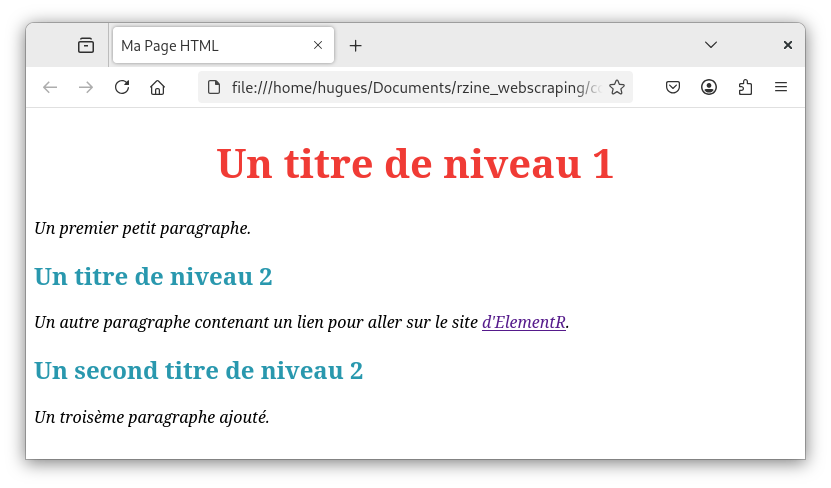 Ma Page HTML
file:///home/hugues/Documents/rzine_webscraping/co
Un titre de niveau 1
Un premier petit paragraphe.
Un titre de niveau 2
Un autre paragraphe contenant un lien pour aller sur le site d'ElementR.
Un second titre de niveau 2
Un troisème paragraphe ajouté.